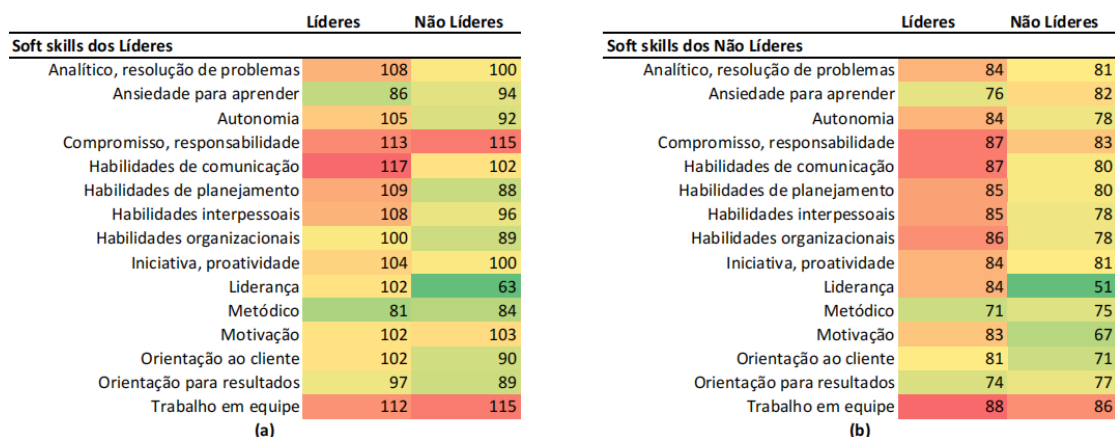 Líderes Não Líderes
Soft skills dos Líderes
Analítico, resolução de problemas 108 100
Ansiedade para aprender 86 94
Autonomia 105 92
Compromisso, responsabilidade 113 115
Habilidades de comunicação 117 102
Habilidades de planejamento 109 88
Habilidades interpessoais 108 96
Habilidades organizacionais 100 89
Iniciativa, proatividade 104 100
Liderança 102 63
Metódico 81 84
Motivação 102 103
Orientação ao cliente 102 90
Orientação para resultados 97 89
Trabalho em equipe 112 115
(a)
Líderes Não Líderes
Soft skills dos Não Líderes
Analítico, resolução de problemas 84 81
Ansiedade para aprender 76 82
Autonomia 84 78
Compromisso, responsabilidade 87 83
Habilidades de comunicação 87 80
Habilidades de planejamento 85 80
Habilidades interpessoais 85 78
Habilidades organizacionais 86 78
Iniciativa, proatividade 84 81
Liderança 84 51
Metódico 71 75
Motivação 83 67
Orientação ao cliente 81 71
Orientação para resultados 74 77
Trabalho em equipe 88 86
(b)